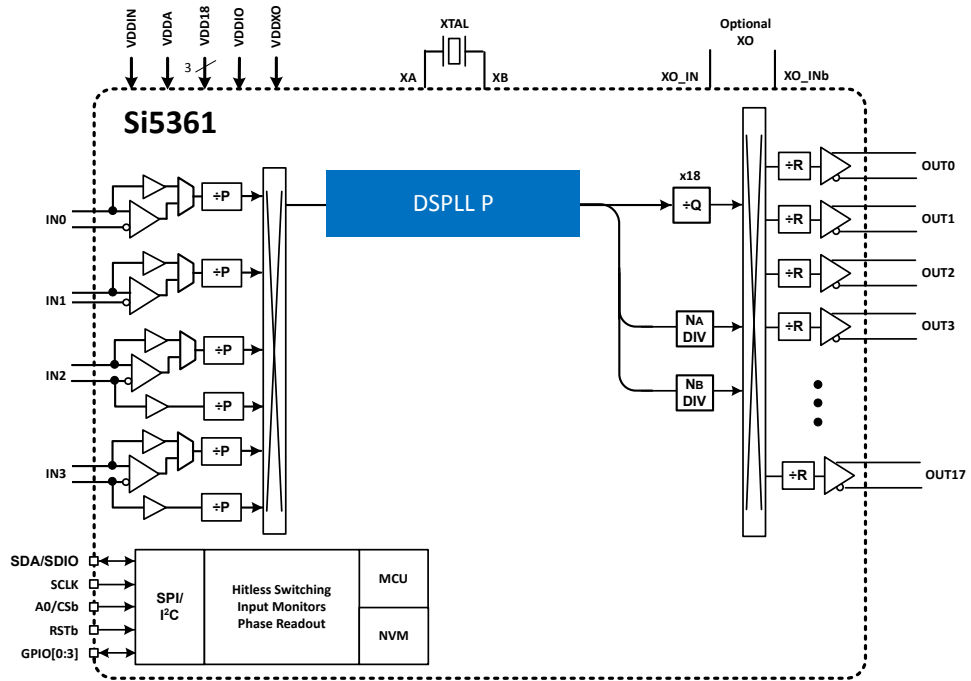 VDDIN
VDDA
VDD18
VDDIO
VDDXO
3
XTAL
XA
XB
Optional
XO
XO_IN
XO_INb
Si5361
IN0
÷P
IN1
÷P
IN2
÷P
÷P
IN3
÷P
÷P
DSPLL P
x18
÷Q
NA
DIV
NB
DIV
÷R
OUT0
÷R
OUT1
÷R
OUT2
÷R
OUT3
÷R
OUT17
SDA/SDIO
SCLK
A0/CSb
RSTb
GPIO[0:3]
SPI/
I²C
Hitless Switching
Input Monitors
Phase Readout
MCU
NVM